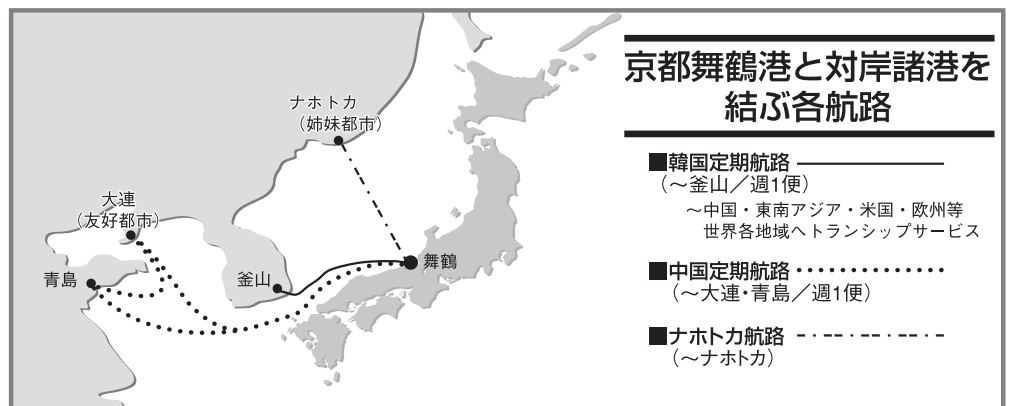 京都舞鶴港と対岸諸港を
結ぶ各航路
■韓国定期航路
(～釜山／週1便)
～中国・東南アジア・米国・欧州等
世界各地域へトランシップサービス
■中国定期航路
(～大連・青島／週1便)
■ナホトカ航路
(～ナホトカ)
ナホトカ
(姉妹都市)
大連
(友好都市)
青島
釜山
舞鶴